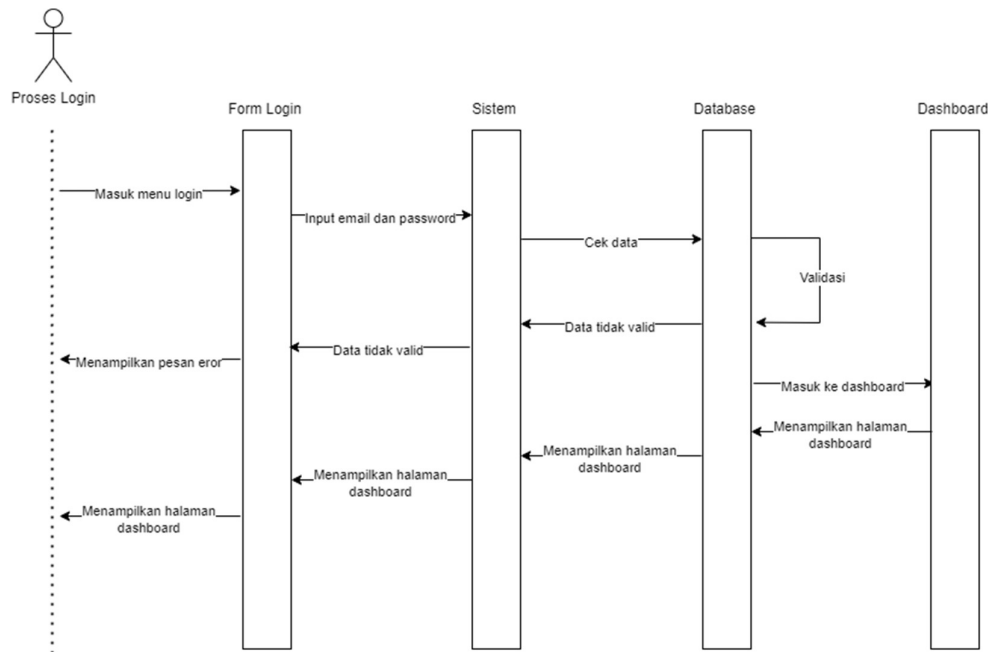 Proses Login
Form Login
Sistem
Database
Dashboard
Masuk menu login
Input email dan password
Cek data
Validasi
Data tidak valid
Data tidak valid
Menampilkan pesan eror
Masuk ke dashboard
Menampilkan halaman
dashboard
Menampilkan halaman
dashboard
Menampilkan halaman
dashboard
Menampilkan halaman
dashboard